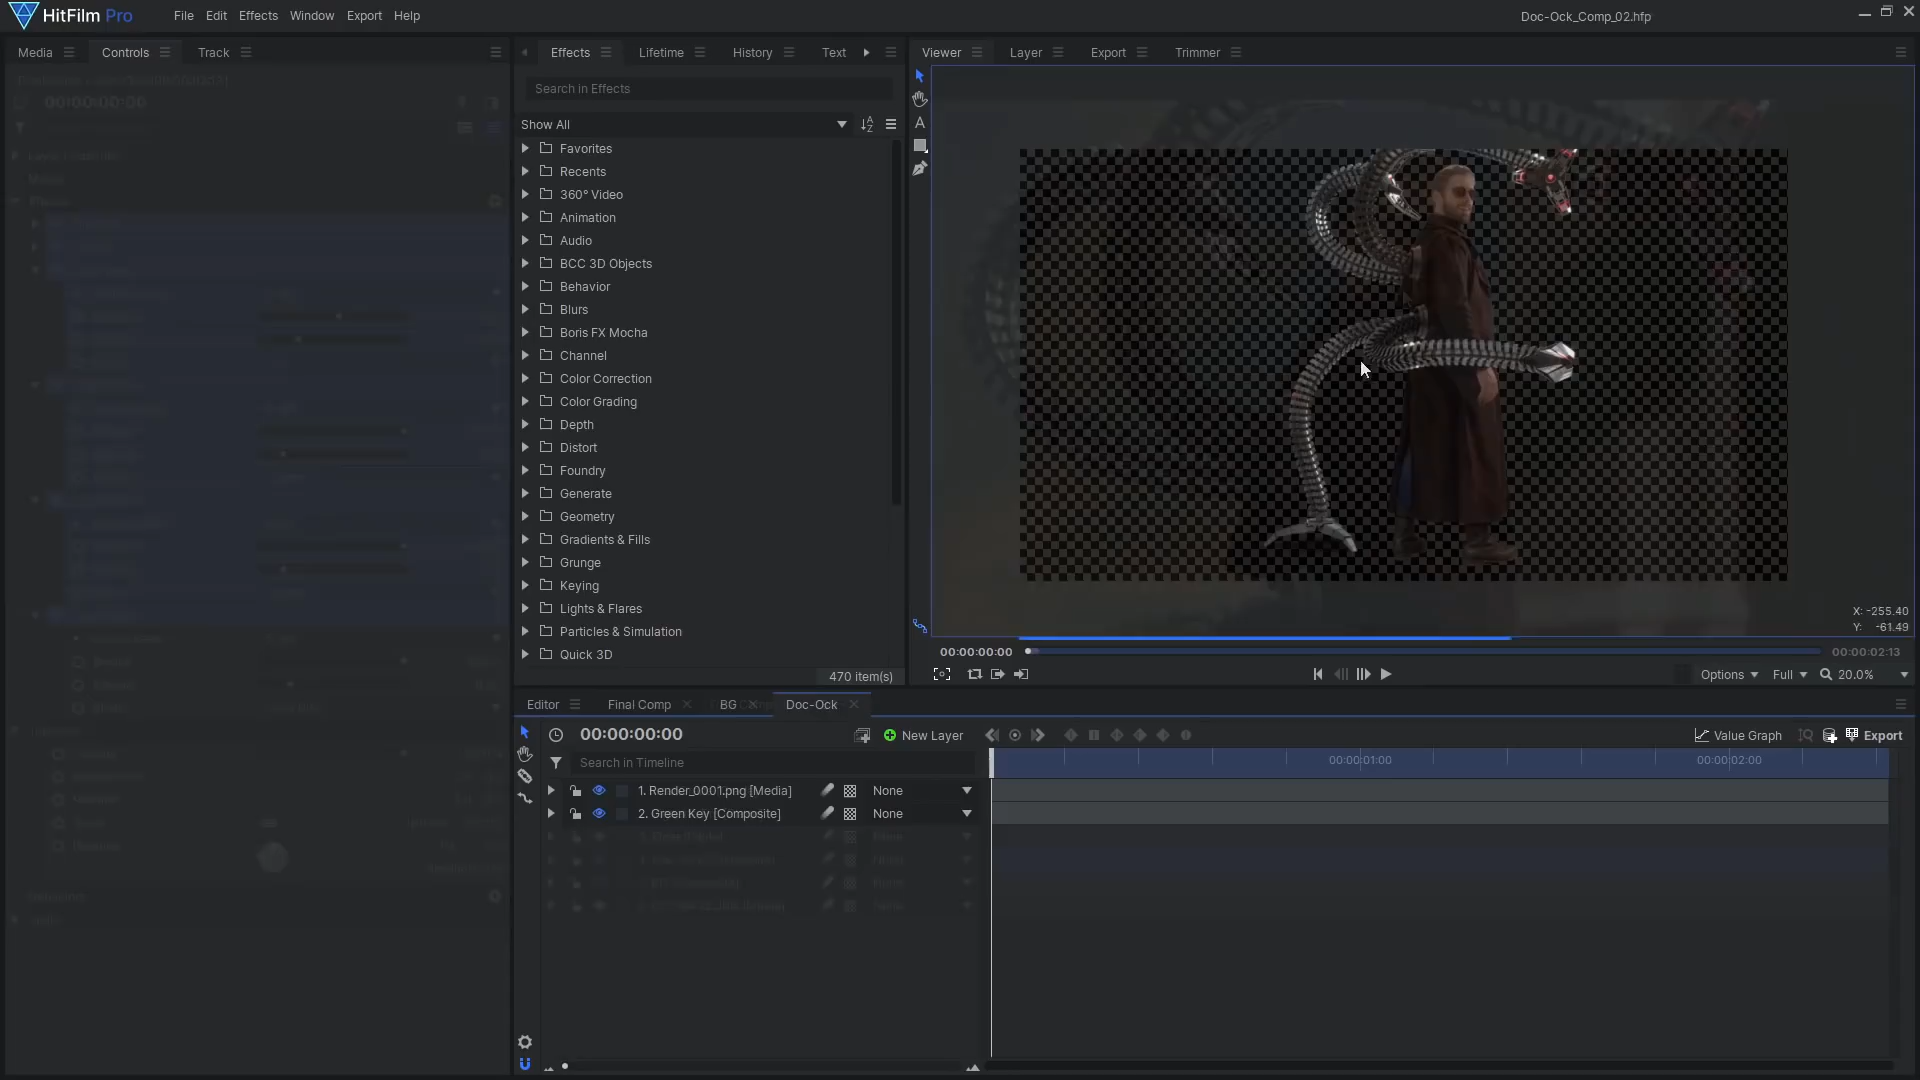 HitFilm Pro
File Edit Effects Window Export Help
Doc-Ock_Comp_02.hfp
Media Controls Track
Effects Lifetime History Text
Viewer Layer Export Trimmer
Search in Effects
Show All
Favorites
Recents
360° Video
Animation
Audio
BCC 3D Objects
Behavior
Blurs
Boris FX Mocha
Channel
Color Correction
Color Grading
Depth
Distort
Foundry
Generate
Geometry
Gradients & Fills
Grunge
Keying
Lights & Flares
Particles & Simulation
Quick 3D
470 item(s)
A
X: -255.40
Y: -61.49
00:00:00:00
00:00:02:13
Options Full 20.0%
Editor Final Comp BG Doc-Ock
00:00:00:00
New Layer
Value Graph
Export
Search in Timeline
00:00:01:00
00:00:02:00
1. Render_0001.png [Media] None
2. Green Key [Composite] None